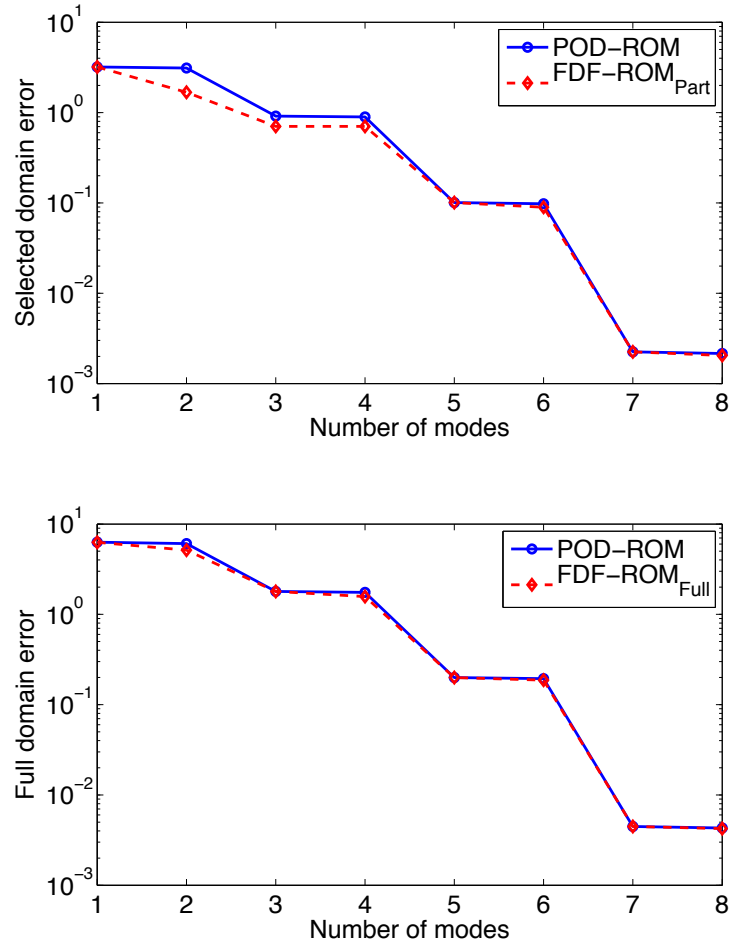 10^1
10^0
10^-1
10^-2
10^-3
Selected domain error
POD-ROM
FDF-ROM_Part
1 2 3 4 5 6 7 8
Number of modes
10^1
10^0
10^-1
10^-2
10^-3
Full domain error
POD-ROM
FDF-ROM_Full
1 2 3 4 5 6 7 8
Number of modes